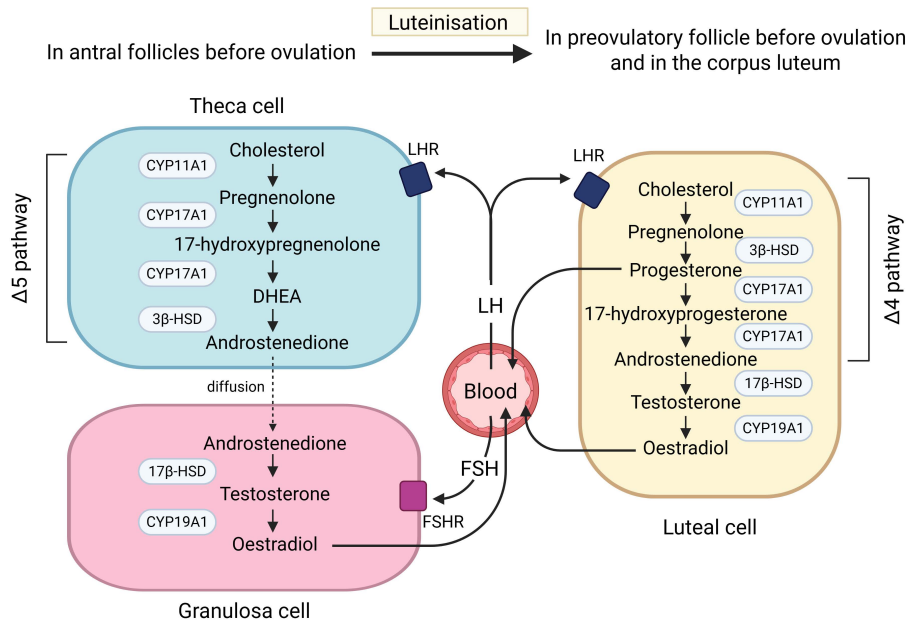 Luteinisation
In antral follicles before ovulation
In preovulatory follicle before ovulation
and in the corpus luteum
Theca cell
Δ5 pathway
CYP11A1
Cholesterol
CYP17A1
Pregnenolone
17-hydroxypregnenolone
CYP17A1
DHEA
3β-HSD
Androstenedione
LHR
diffusion
Androstenedione
17β-HSD
Testosterone
CYP19A1
Oestradiol
FSHR
Granulosa cell
LH
Blood
FSH
LHR
Cholesterol
CYP11A1
Pregnenolone
3β-HSD
Progesterone
CYP17A1
17-hydroxyprogesterone
CYP17A1
Androstenedione
17β-HSD
Testosterone
CYP19A1
Oestradiol
Δ4 pathway
Luteal cell